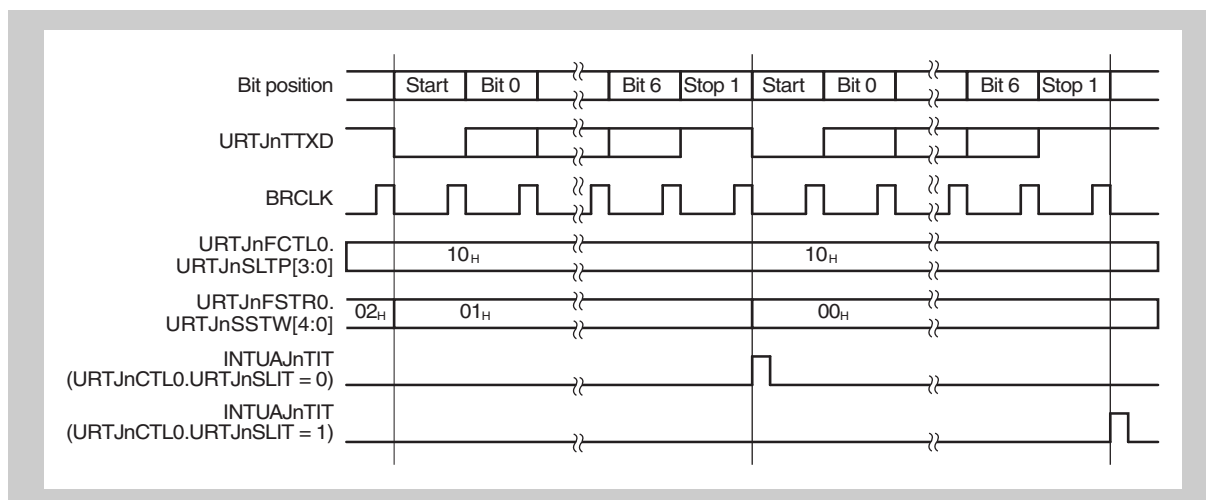 Bit position Start Bit 0 Bit 6 Stop 1 Start Bit 0 Bit 6 Stop 1
URTJnTTXD
BRCLK
URTJnFCTL0.
URTJnSLTP[3:0]
10H 10H
URTJnFSTR0.
URTJnSSTW[4:0]
02H 01H 00H
INTUAJnTIT
(URTJnCTL0.URTJnSLIT = 0)
INTUAJnTIT
(URTJnCTL0.URTJnSLIT = 1)